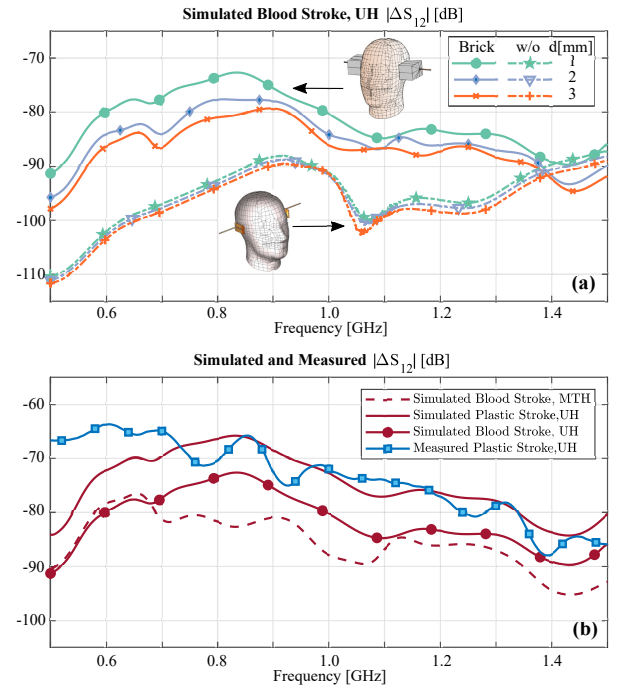 Simulated Blood Stroke, UH |ΔS12| [dB]
Brick w/o d[mm]
1
2
3
-70
-80
-90
-100
-110
0.6 0.8 1.0 1.2 1.4
Frequency [GHz]
(a)
Simulated and Measured |ΔS12| [dB]
Simulated Blood Stroke, MTH
Simulated Plastic Stroke,UH
Simulated Blood Stroke, UH
Measured Plastic Stroke,UH
-60
-70
-80
-90
-100
0.6 0.8 1.0 1.2 1.4
Frequency [GHz]
(b)